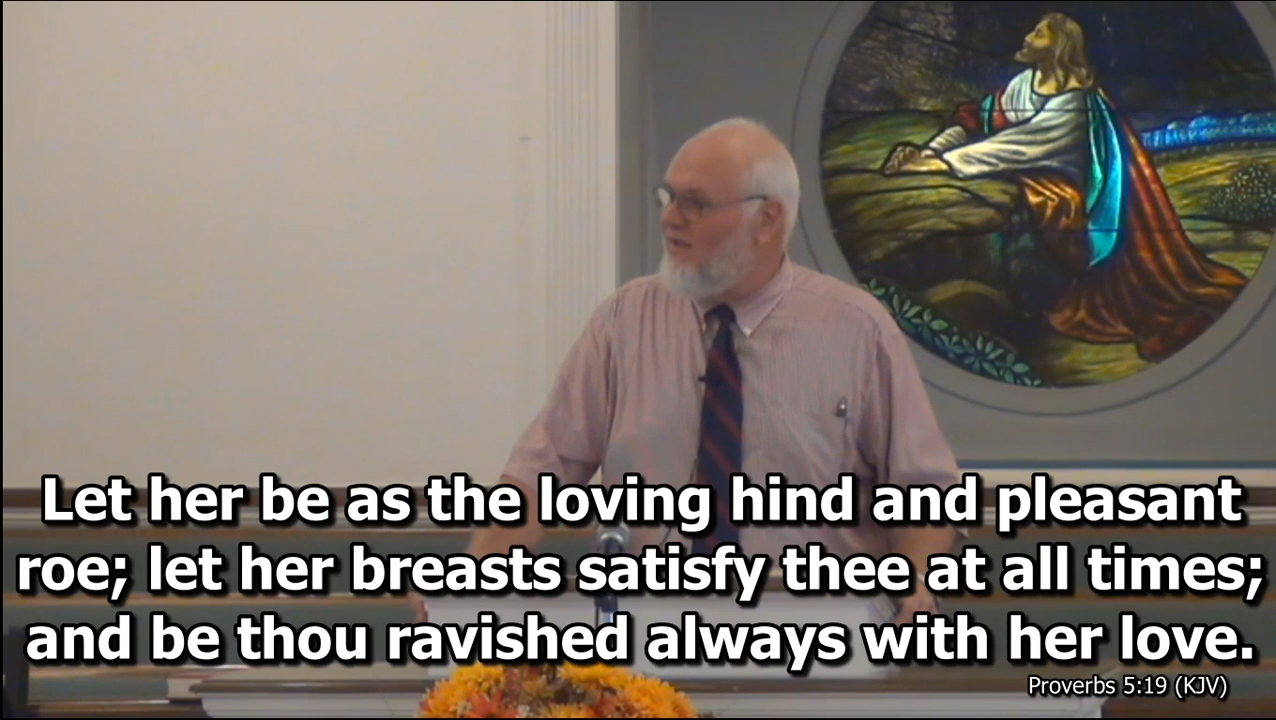 Let her be as the loving hind and pleasant
roe; let her breasts satisfy thee at all times;
and be thou ravished always with her love.
Proverbs 5:19 (KJV)